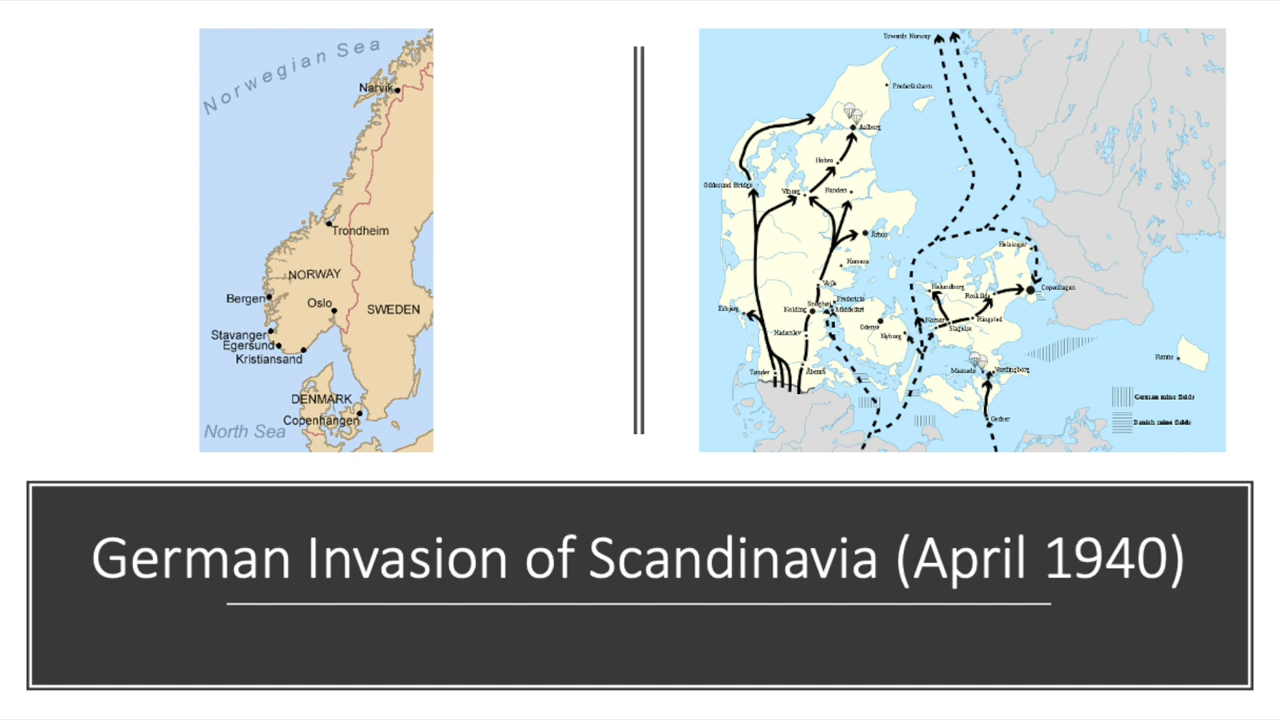 Norwegian Sea
Narvik
Trondheim
NORWAY
Bergen
Oslo
SWEDEN
Stavanger
Egersund
Kristiansand
DENMARK
Copenhangen
North Sea
Towards Norway
Frederikshavn
Aalborg
Hobro
Oddesund Bridge
Viborg
Randers
Århus
Helsingør
Horsens
Vejle
Kalundborg
Copenhagen
Roskilde
Fredericia
Middelfart
Esbjerg
Kolding
Odense
Korsør
Ringsted
Slagelse
Nyborg
Haderslev
Rønne
Tønder
Åbenrå
Masnedø
Vordingborg
German mine fields
Gedser
Danish mine fields
German Invasion of Scandinavia (April 1940)